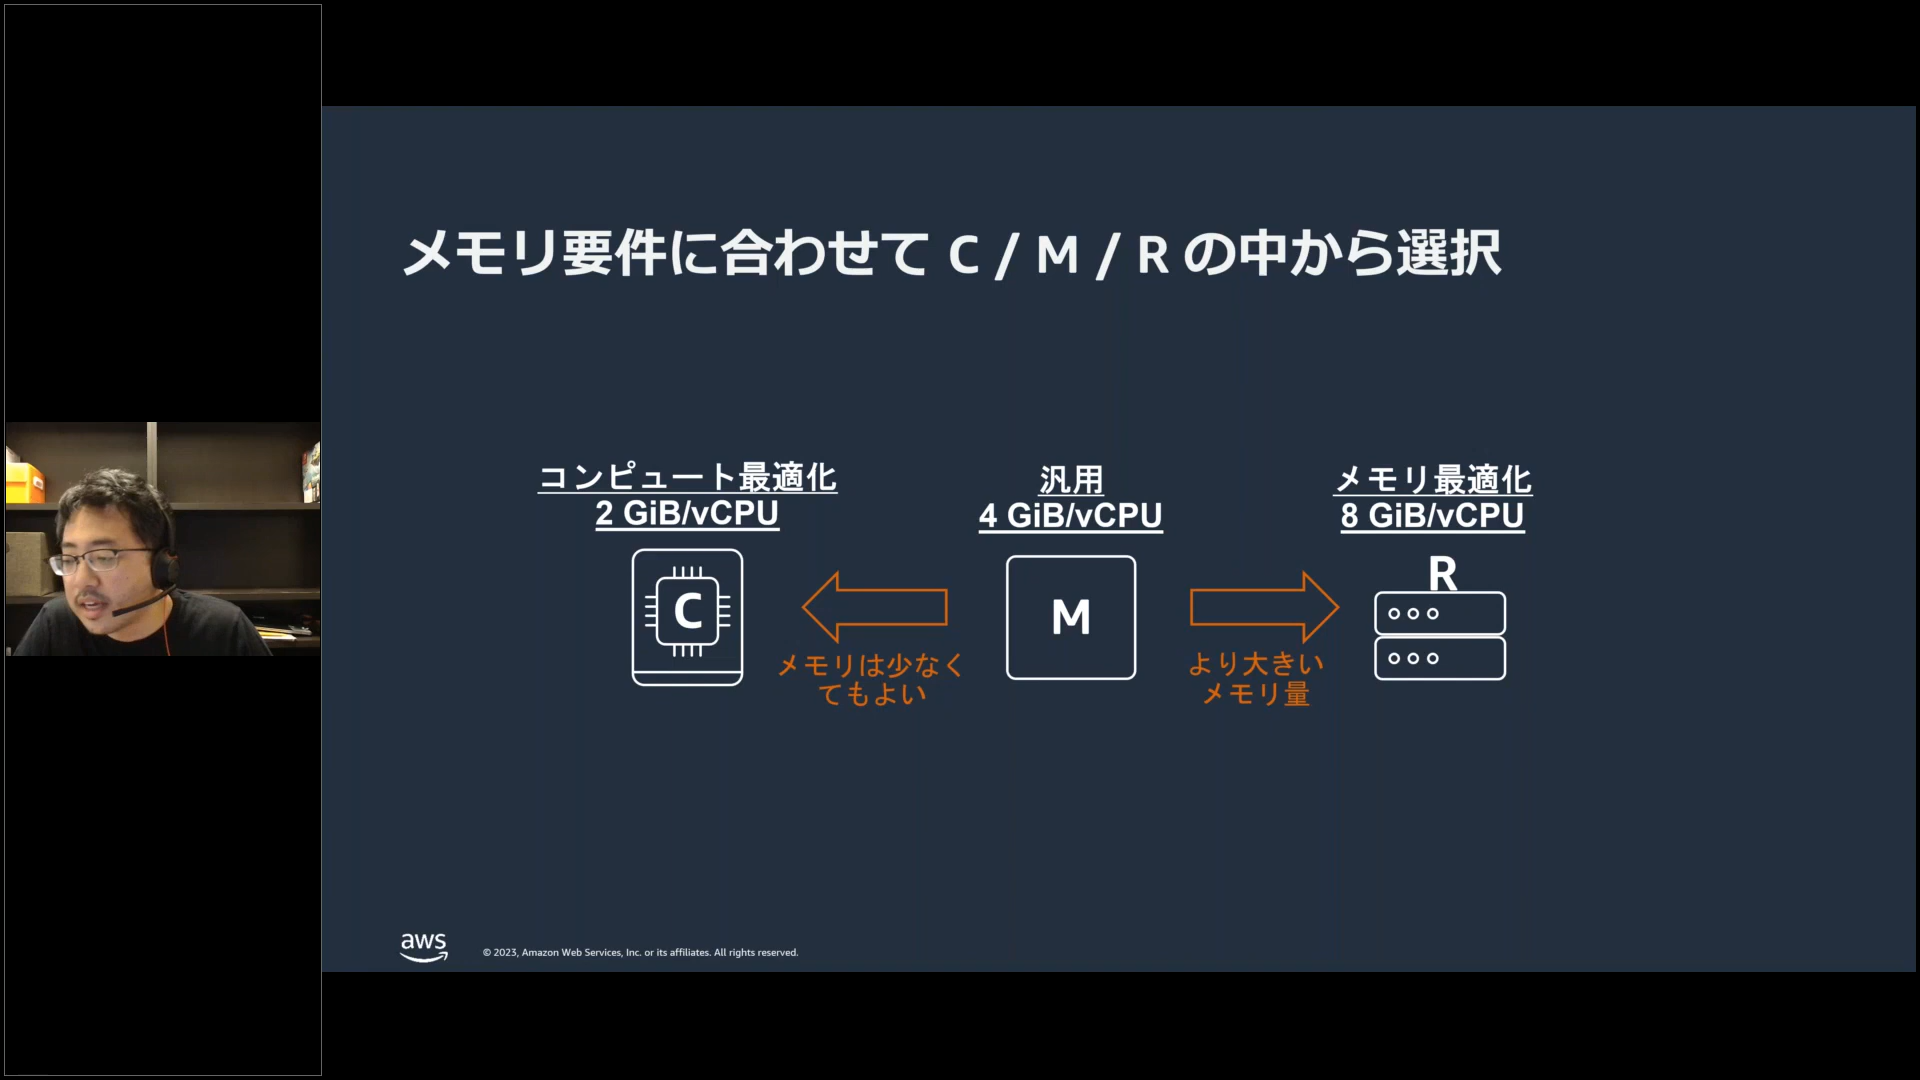 メモリ要件に合わせて C / M / R の中から選択
コンピュート最適化
2 GiB/vCPU
汎用
4 GiB/vCPU
メモリ最適化
8 GiB/vCPU
C
メモリは少なく
てもよい
M
より大きい
メモリ量
R
aws
© 2023, Amazon Web Services, Inc. or its affiliates. All rights reserved.